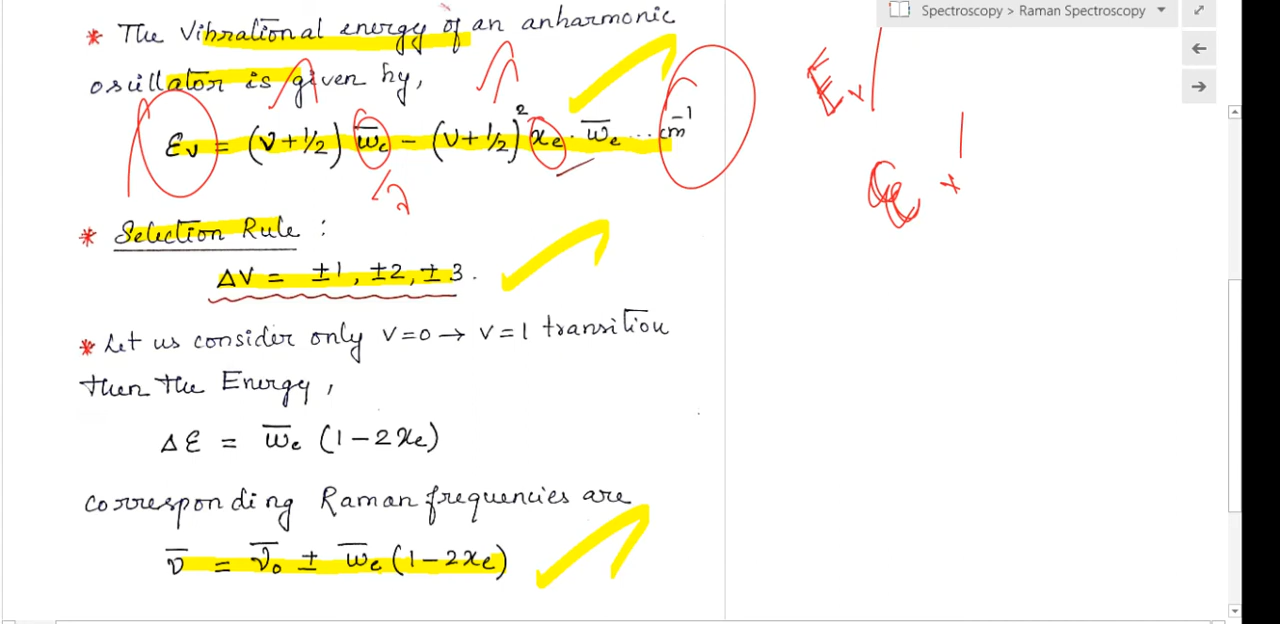 Spectroscopy > Raman Spectroscopy
* The Vibrational energy of an anharmonic
oscillator is given by,
εv = (v+1/2) ω̅e − (v+1/2)² xe · ω̅e ... cm⁻¹
* Selection Rule :
ΔV = ±1, ±2, ±3.
* Let us consider only v=0 → v=1 transition
then the Energy,
Δε = ω̅e (1−2xe)
corresponding Raman frequencies are
ν̅ = ν̅0 ± ω̅e (1−2xe)
Ev